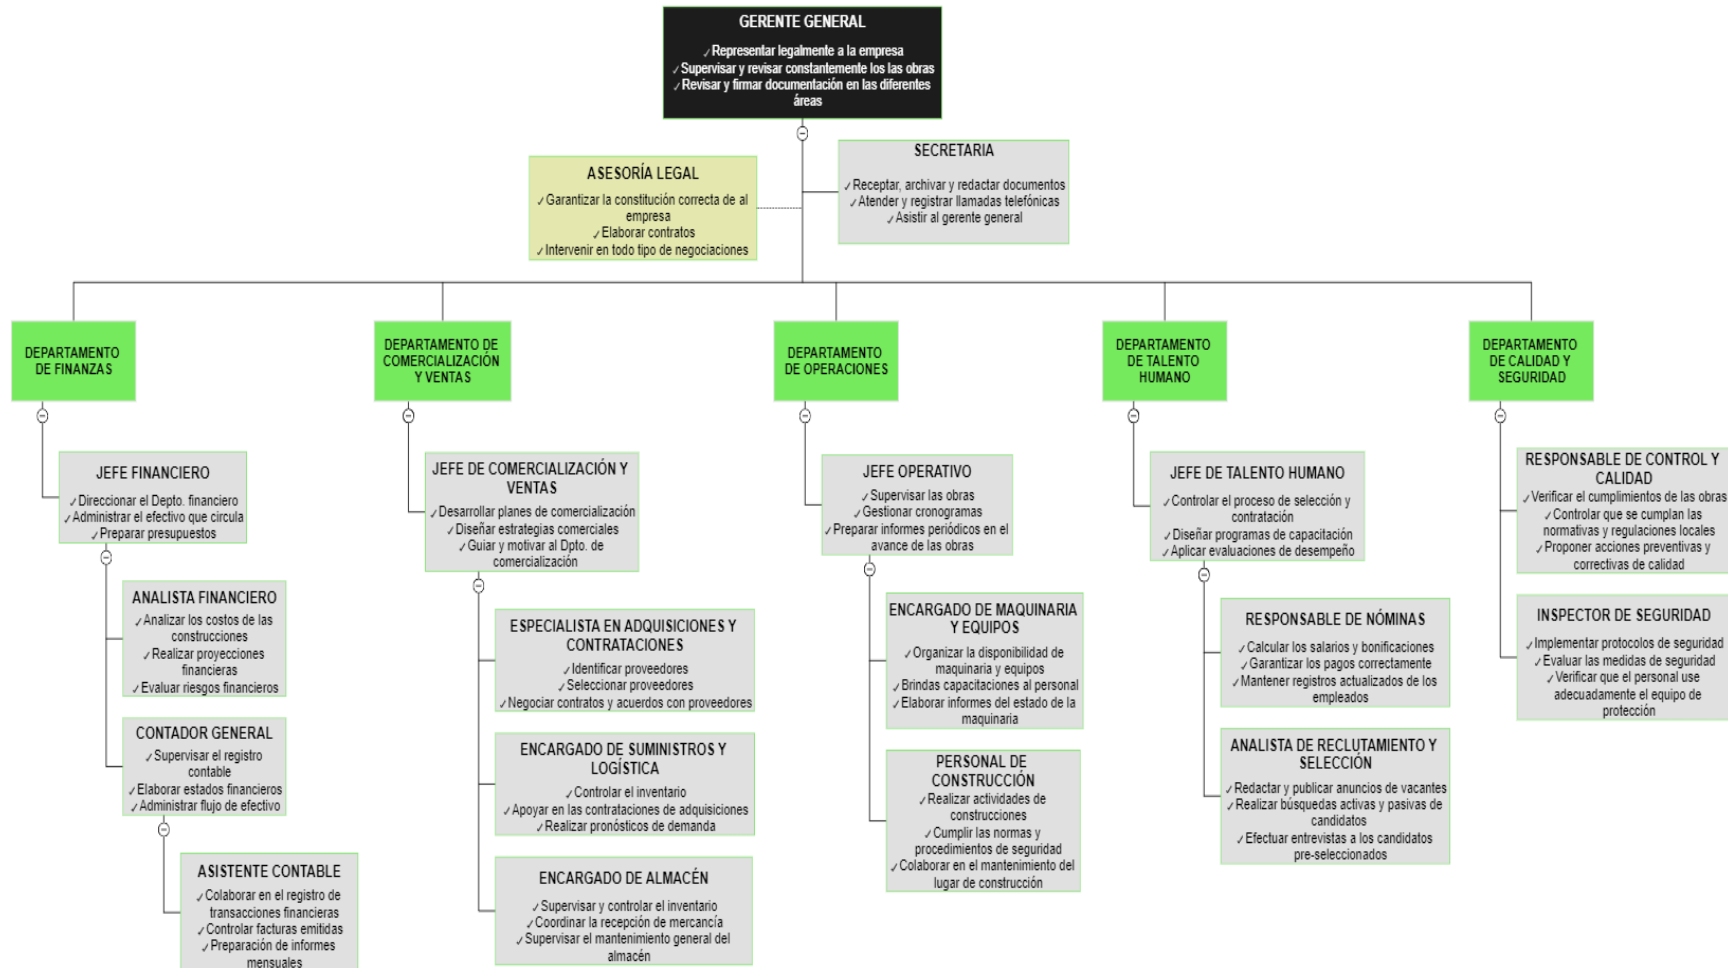 GERENTE GENERAL
✓Representar legalmente a la empresa
✓Supervisar y revisar constantemente los las obras
✓Revisar y firmar documentación en las diferentes
áreas
ASESORÍA LEGAL
✓Garantizar la constitución correcta de al
empresa
✓Elaborar contratos
✓Intervenir en todo tipo de negociaciones
SECRETARIA
✓Receptar, archivar y redactar documentos
✓Atender y registrar llamadas telefónicas
✓Asistir al gerente general
DEPARTAMENTO
DE FINANZAS
JEFE FINANCIERO
✓Direccionar el Depto. financiero
✓Administrar el efectivo que circula
✓Preparar presupuestos
ANALISTA FINANCIERO
✓Analizar los costos de las
construcciones
✓Realizar proyecciones
financieras
✓Evaluar riesgos financieros
CONTADOR GENERAL
✓Supervisar el registro
contable
✓Elaborar estados financieros
✓Administrar flujo de efectivo
ASISTENTE CONTABLE
✓Colaborar en el registro de
transacciones financieras
✓Controlar facturas emitidas
✓Preparación de informes
mensuales
DEPARTAMENTO DE
COMERCIALIZACIÓN
Y VENTAS
JEFE DE COMERCIALIZACIÓN Y
VENTAS
✓Desarrollar planes de comercialización
✓Diseñar estrategias comerciales
✓Guiar y motivar al Dpto. de
comercialización
ESPECIALISTA EN ADQUISICIONES Y
CONTRATACIONES
✓Identificar proveedores
✓Seleccionar proveedores
✓Negociar contratos y acuerdos con proveedores
ENCARGADO DE SUMINISTROS Y
LOGÍSTICA
✓Controlar el inventario
✓Apoyar en las contrataciones de adquisiciones
✓Realizar pronósticos de demanda
ENCARGADO DE ALMACÉN
✓Supervisar y controlar el inventario
✓Coordinar la recepción de mercancía
✓Supervisar el mantenimiento general del
almacén
DEPARTAMENTO
DE OPERACIONES
JEFE OPERATIVO
✓Supervisar las obras
✓Gestionar cronogramas
✓Preparar informes periódicos en el
avance de las obras
ENCARGADO DE MAQUINARIA
Y EQUIPOS
✓Organizar la disponibilidad de
maquinaria y equipos
✓Brindas capacitaciones al personal
✓Elaborar informes del estado de la
maquinaria
PERSONAL DE
CONSTRUCCIÓN
✓Realizar actividades de
construcciones
✓Cumplir las normas y
procedimientos de seguridad
✓Colaborar en el mantenimiento del
lugar de construcción
DEPARTAMENTO
DE TALENTO
HUMANO
JEFE DE TALENTO HUMANO
✓Controlar el proceso de selección y
contratación
✓Diseñar programas de capacitación
✓Aplicar evaluaciones de desempeño
RESPONSABLE DE NÓMINAS
✓Calcular los salarios y bonificaciones
✓Garantizar los pagos correctamente
✓Mantener registros actualizados de los
empleados
ANALISTA DE RECLUTAMIENTO Y
SELECCIÓN
✓Redactar y publicar anuncios de vacantes
✓Realizar búsquedas activas y pasivas de
candidatos
✓Efectuar entrevistas a los candidatos
pre-seleccionados
DEPARTAMENTO
DE CALIDAD Y
SEGURIDAD
RESPONSABLE DE CONTROL Y
CALIDAD
✓Verificar el cumplimientos de las obras
✓Controlar que se cumplan las
normativas y regulaciones locales
✓Proponer acciones preventivas y
correctivas de calidad
INSPECTOR DE SEGURIDAD
✓Implementar protocolos de seguridad
✓Evaluar las medidas de seguridad
✓Verificar que el personal use
adecuadamente el equipo de
protección